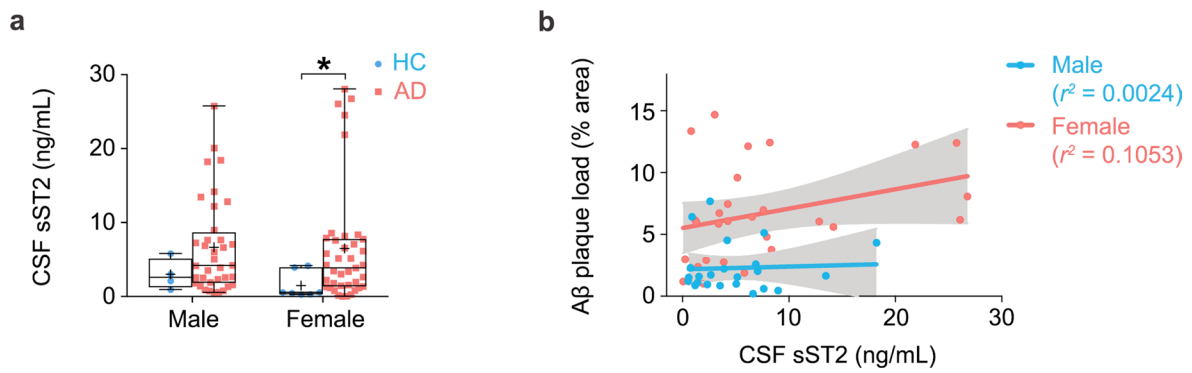 a
HC
AD
*
CSF sST2 (ng/mL)
30
20
10
0
Male
Female
b
Aβ plaque load (% area)
15
10
5
0
0
10
20
30
CSF sST2 (ng/mL)
Male
(r² = 0.0024)
Female
(r² = 0.1053)